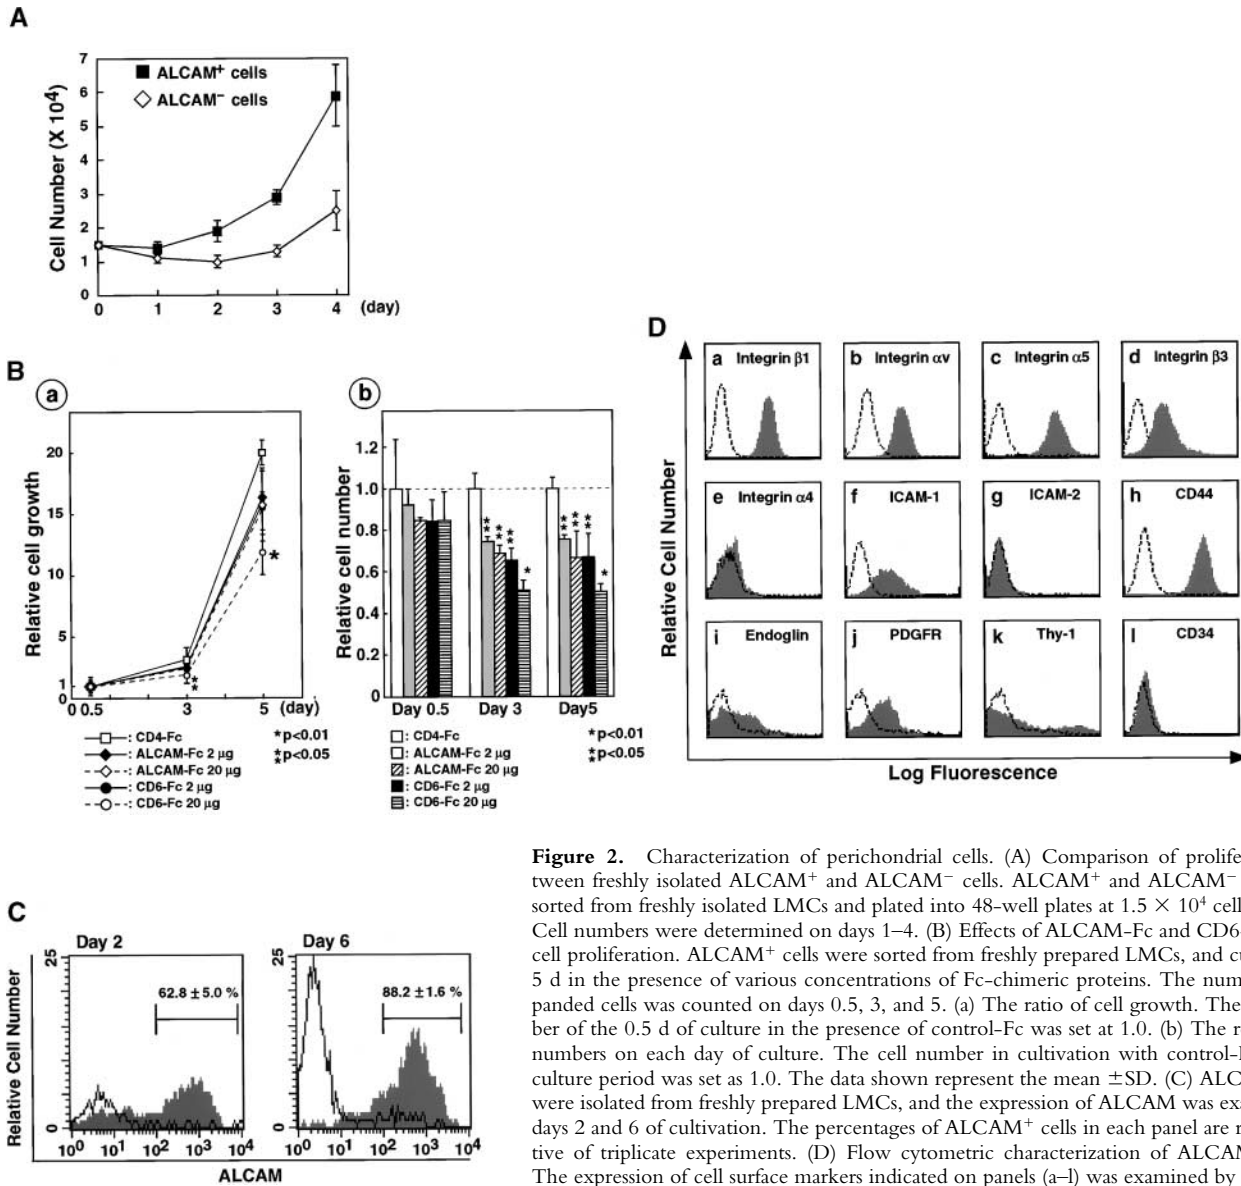 A
7
6
5
4
3
2
1
0
Cell Number (X 10⁴)
■ ALCAM⁺ cells
◇ ALCAM⁻ cells
0 1 2 3 4 (day)
B
a
20
15
10
5
1
0
Relative cell growth
0 0.5 3 5 (day)
*
*
*
: CD4-Fc
: ALCAM-Fc 2 μg
: ALCAM-Fc 20 μg
: CD6-Fc 2 μg
: CD6-Fc 20 μg
*p<0.01
**p<0.05
b
1.2
1.0
0.8
0.6
0.4
0.2
0
Relative cell number
** ** ** *
** ** ** *
Day 0.5 Day 3 Day5
: CD4-Fc
: ALCAM-Fc 2 μg
: ALCAM-Fc 20 μg
: CD6-Fc 2 μg
: CD6-Fc 20 μg
*p<0.01
**p<0.05
C
Day 2
25
0
62.8 ± 5.0 %
10⁰ 10¹ 10² 10³ 10⁴
Day 6
25
0
88.2 ± 1.6 %
10⁰ 10¹ 10² 10³ 10⁴
Relative Cell Number
ALCAM
D
Relative Cell Number
a Integrin β1
b Integrin αv
c Integrin α5
d Integrin β3
e Integrin α4
f ICAM-1
g ICAM-2
h CD44
i Endoglin
j PDGFR
k Thy-1
l CD34
Log Fluorescence
Figure 2. Characterization of perichondrial cells. (A) Comparison of prolife
tween freshly isolated ALCAM⁺ and ALCAM⁻ cells. ALCAM⁺ and ALCAM⁻
sorted from freshly isolated LMCs and plated into 48-well plates at 1.5 × 10⁴ cell
Cell numbers were determined on days 1–4. (B) Effects of ALCAM-Fc and CD6-
cell proliferation. ALCAM⁺ cells were sorted from freshly prepared LMCs, and cu
5 d in the presence of various concentrations of Fc-chimeric proteins. The num
panded cells was counted on days 0.5, 3, and 5. (a) The ratio of cell growth. The
ber of the 0.5 d of culture in the presence of control-Fc was set at 1.0. (b) The r
numbers on each day of culture. The cell number in cultivation with control-F
culture period was set as 1.0. The data shown represent the mean ±SD. (C) ALC
were isolated from freshly prepared LMCs, and the expression of ALCAM was exa
days 2 and 6 of cultivation. The percentages of ALCAM⁺ cells in each panel are r
tive of triplicate experiments. (D) Flow cytometric characterization of ALCAM
The expression of cell surface markers indicated on panels (a–l) was examined by